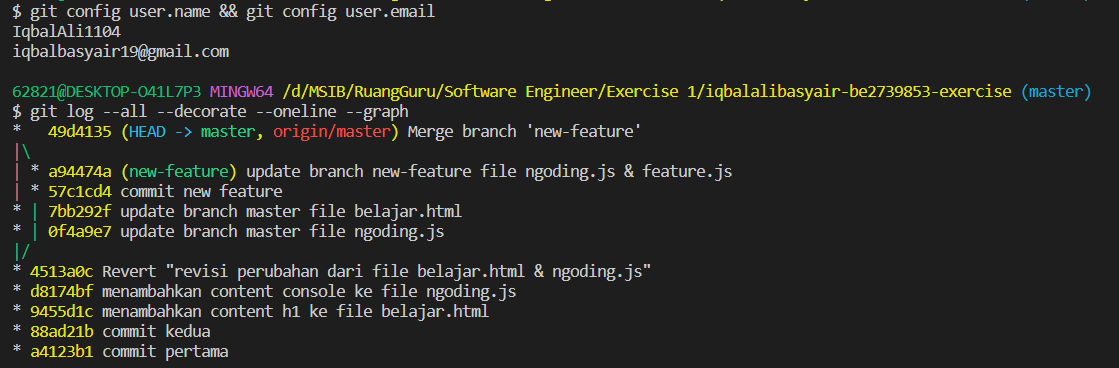 $ git config user.name && git config user.email
IqbalAli1104
iqbalbasyair19@gmail.com
62821@DESKTOP-O41L7P3 MINGW64 /d/MSIB/RuangGuru/Software Engineer/Exercise 1/iqbalalibasyair-be2739853-exercise (master)
$ git log --all --decorate --oneline --graph
*   49d4135 (HEAD -> master, origin/master) Merge branch 'new-feature'
|\
| * a94474a (new-feature) update branch new-feature file ngoding.js & feature.js
| * 57c1cd4 commit new feature
* | 7bb292f update branch master file belajar.html
* | 0f4a9e7 update branch master file ngoding.js
|/
* 4513a0c Revert "revisi perubahan dari file belajar.html & ngoding.js"
* d8174bf menambahkan content console ke file ngoding.js
* 9455d1c menambahkan content h1 ke file belajar.html
* 88ad21b commit kedua
* a4123b1 commit pertama